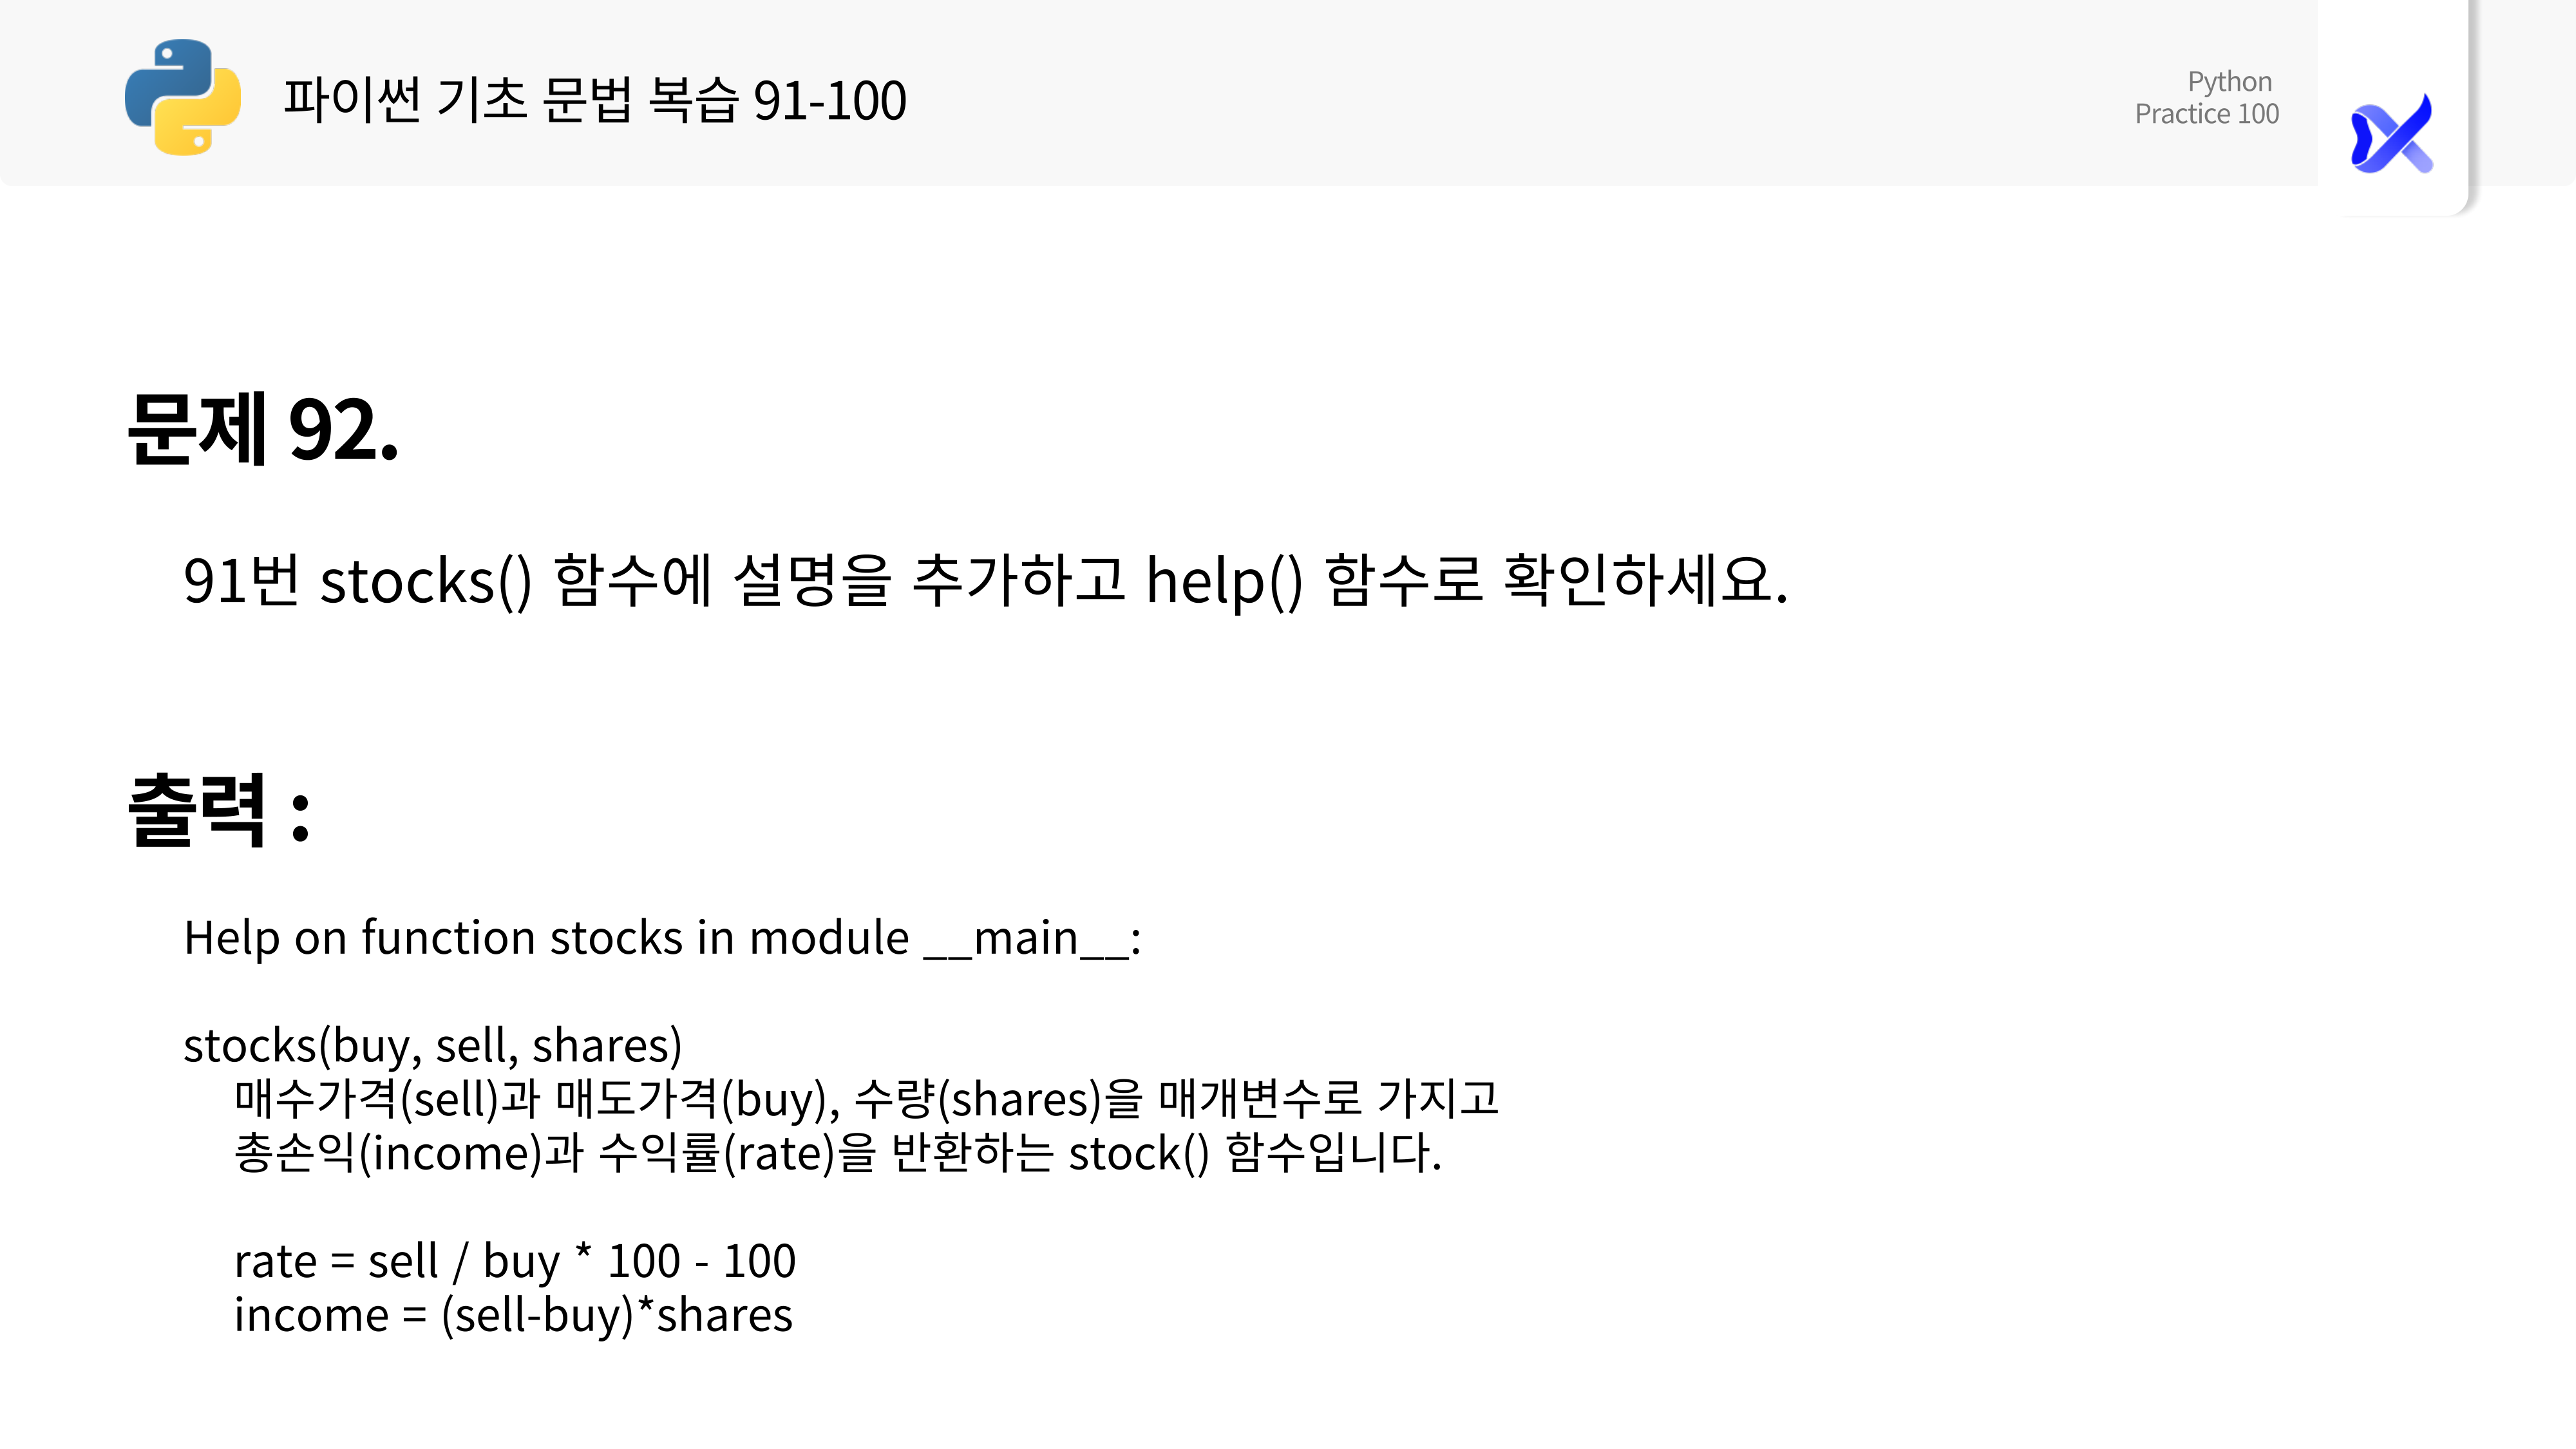 파이썬 기초 문법 복습 91-100
Python
Practice 100
문제 92.
91번 stocks() 함수에 설명을 추가하고 help() 함수로 확인하세요.
출력 :
Help on function stocks in module __main__:
stocks(buy, sell, shares)
매수가격(sell)과 매도가격(buy), 수량(shares)을 매개변수로 가지고
총손익(income)과 수익률(rate)을 반환하는 stock() 함수입니다.
rate = sell / buy * 100 - 100
income = (sell-buy)*shares